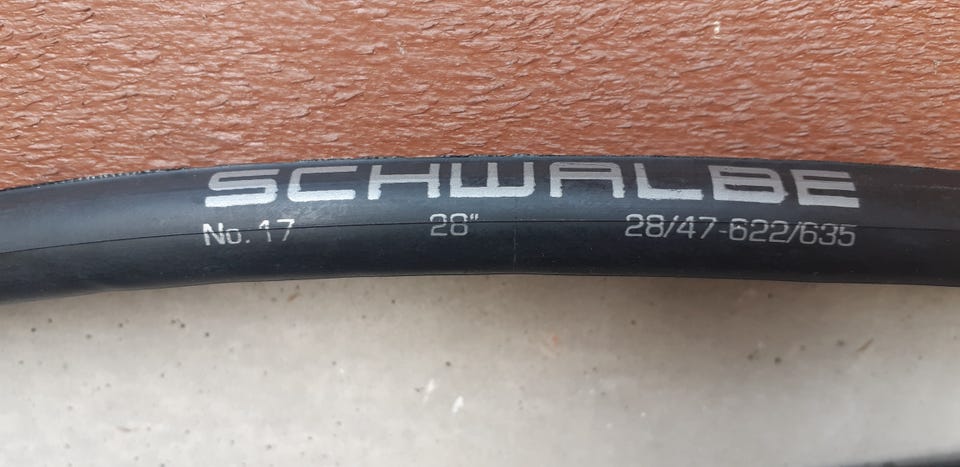 SCHWALBE
No. 17 28" 28/47-622/635